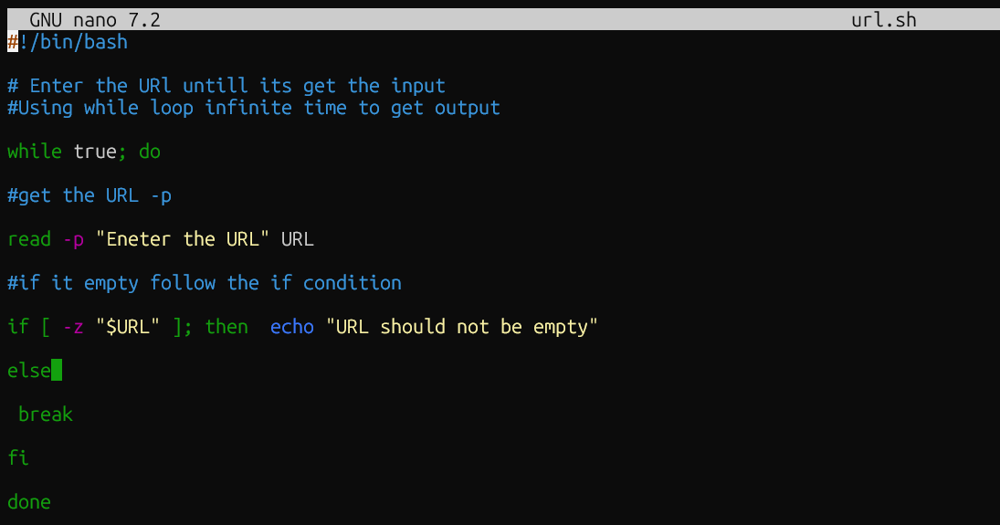 GNU nano 7.2 url.sh
#!/bin/bash
# Enter the URl untill its get the input
#Using while loop infinite time to get output
while true; do
#get the URL -p
read -p "Eneter the URL" URL
#if it empty follow the if condition
if [ -z "$URL" ]; then  echo "URL should not be empty"
else
break
fi
done